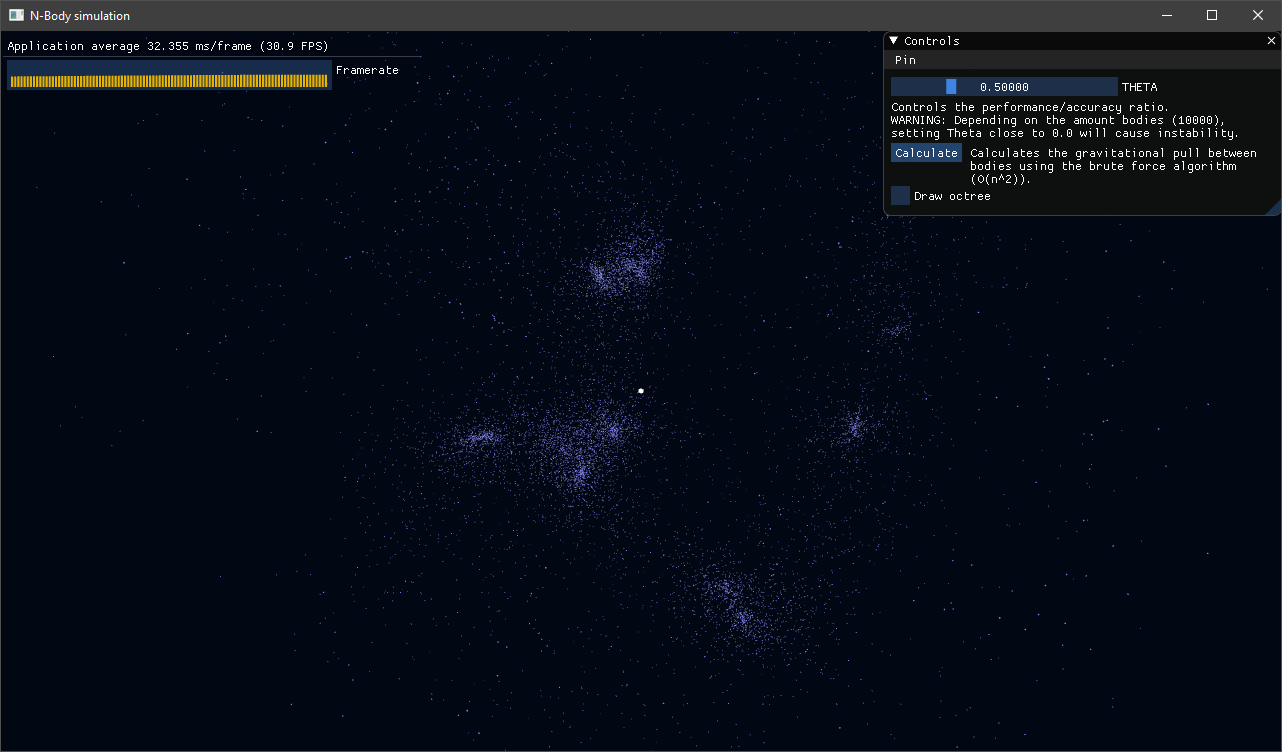 N-Body simulation
Application average 32.355 ms/frame (30.9 FPS)
Framerate
Controls
Pin
0.50000 THETA
Controls the performance/accuracy ratio.
WARNING: Depending on the amount bodies (10000),
setting Theta close to 0.0 will cause instability.
Calculate Calculates the gravitational pull between
bodies using the brute force algorithm
(O(n^2)).
Draw octree